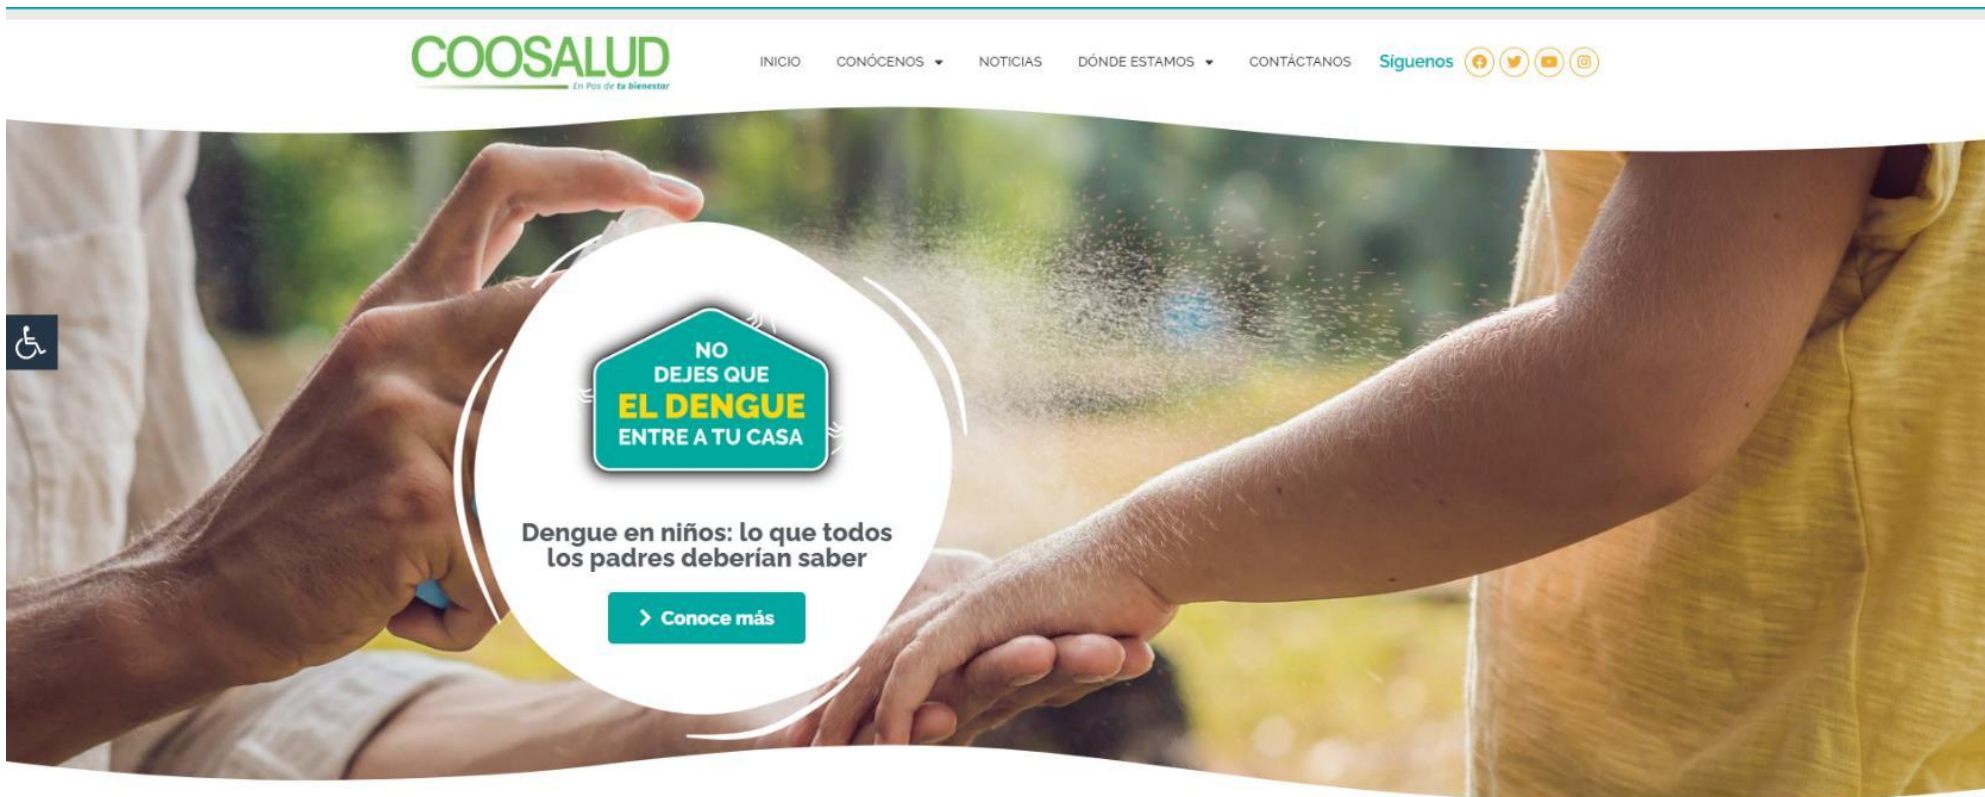 COOSALUD
En Pos de tu bienestar
INICIO
CONÓCENOS
NOTICIAS
DÓNDE ESTAMOS
CONTÁCTANOS
Síguenos
NO
DEJES QUE
EL DENGUE
ENTRE A TU CASA
Dengue en niños: lo que todos
los padres deberían saber
Conoce más